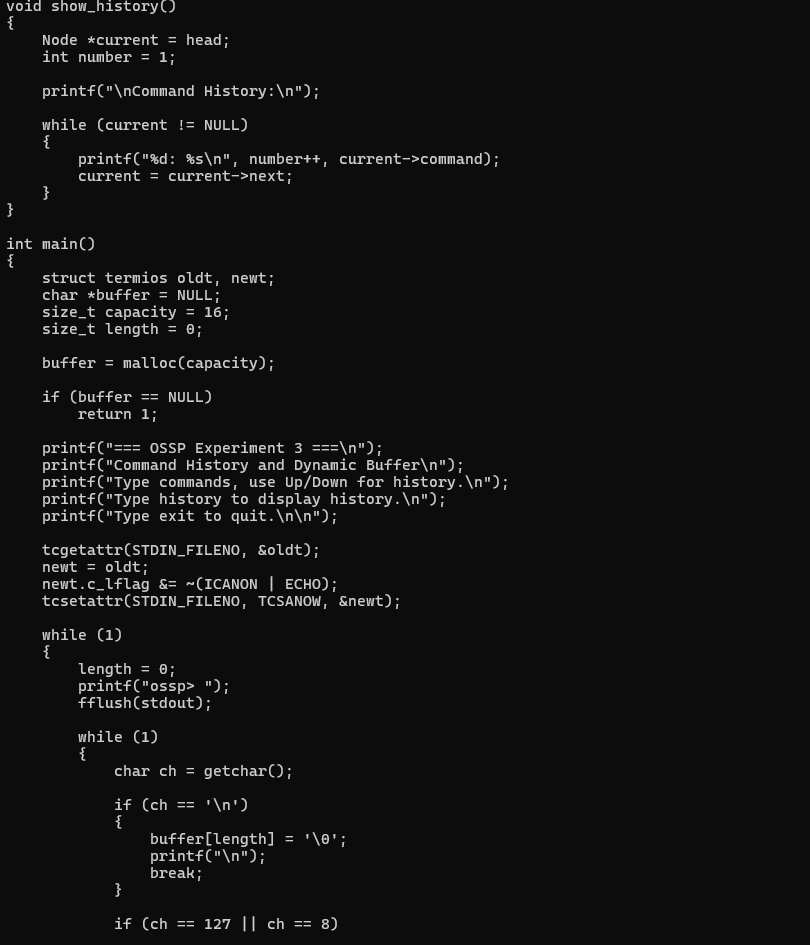 void show_history()
{
    Node *current = head;
    int number = 1;

    printf("\nCommand History:\n");

    while (current != NULL)
    {
        printf("%d: %s\n", number++, current->command);
        current = current->next;
    }
}

int main()
{
    struct termios oldt, newt;
    char *buffer = NULL;
    size_t capacity = 16;
    size_t length = 0;

    buffer = malloc(capacity);

    if (buffer == NULL)
        return 1;

    printf("=== OSSP Experiment 3 ===\n");
    printf("Command History and Dynamic Buffer\n");
    printf("Type commands, use Up/Down for history.\n");
    printf("Type history to display history.\n");
    printf("Type exit to quit.\n\n");

    tcgetattr(STDIN_FILENO, &oldt);
    newt = oldt;
    newt.c_lflag &= ~(ICANON | ECHO);
    tcsetattr(STDIN_FILENO, TCSANOW, &newt);

    while (1)
    {
        length = 0;
        printf("ossp> ");
        fflush(stdout);

        while (1)
        {
            char ch = getchar();

            if (ch == '\n')
            {
                buffer[length] = '\0';
                printf("\n");
                break;
            }

            if (ch == 127 || ch == 8)